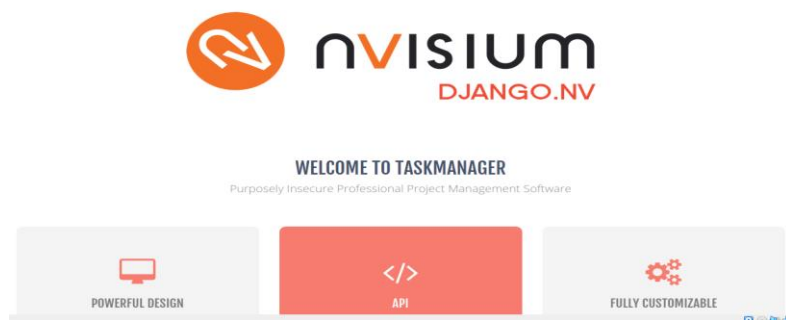 nVISIUM
DJANGO.NV
WELCOME TO TASKMANAGER
Purposely Insecure Professional Project Management Software
</>
POWERFUL DESIGN
API
FULLY CUSTOMIZABLE